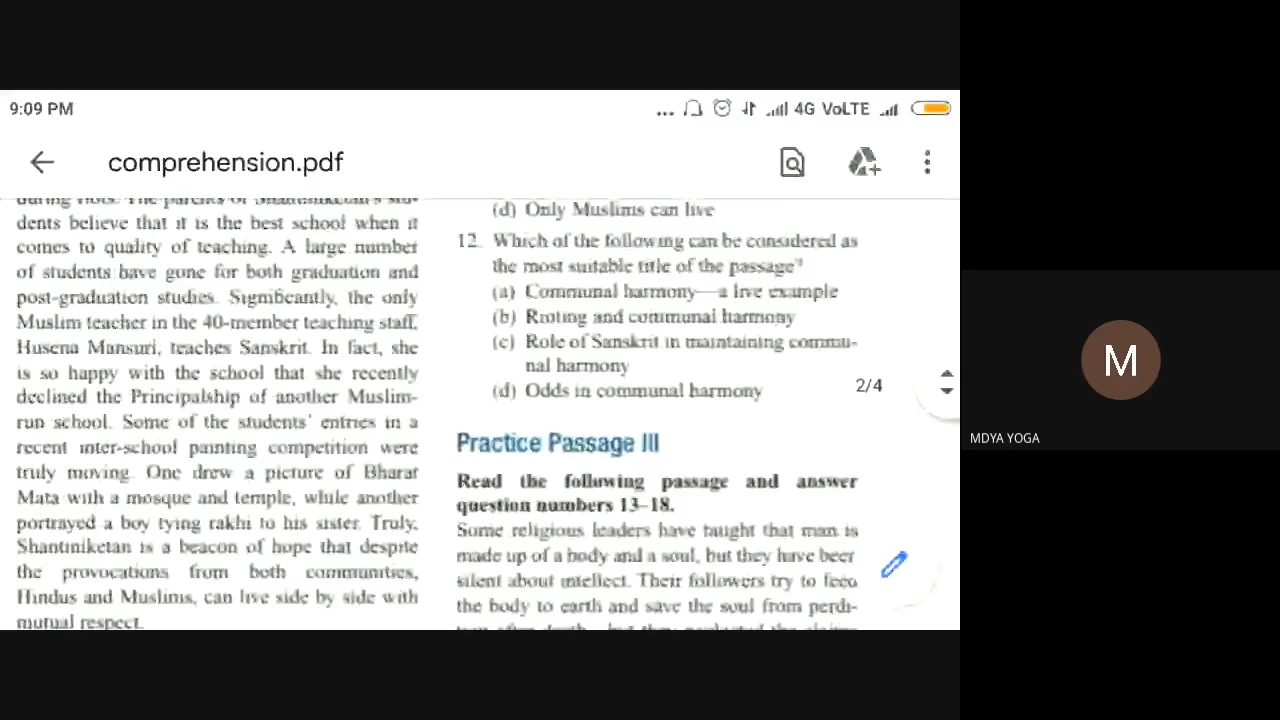 9:09 PM
... 4G VoLTE
comprehension.pdf
during riots. The parents of Shantiniketan's stu-
dents believe that it is the best school when it
comes to quality of teaching. A large number
of students have gone for both graduation and
post-graduation studies. Significantly, the only
Muslim teacher in the 40-member teaching staff,
Husena Mansuri, teaches Sanskrit. In fact, she
is so happy with the school that she recently
declined the Principalship of another Muslim-
run school. Some of the students' entries in a
recent inter-school painting competition were
truly moving. One drew a picture of Bharat
Mata with a mosque and temple, while another
portrayed a boy tying rakhi to his sister. Truly,
Shantiniketan is a beacon of hope that despite
the provocations from both communities,
Hindus and Muslims, can live side by side with
mutual respect.
(d) Only Muslims can live
12. Which of the following can be considered as
the most suitable title of the passage?
(a) Communal harmony—a live example
(b) Rioting and communal harmony
(c) Role of Sanskrit in maintaining commu-
nal harmony
(d) Odds in communal harmony
2/4
Practice Passage III
Read the following passage and answer
question numbers 13–18.
Some religious leaders have taught that man is
made up of a body and a soul, but they have been
silent about intellect. Their followers try to feed
the body to earth and save the soul from perdi-
but they neglected the
M
MDYA YOGA